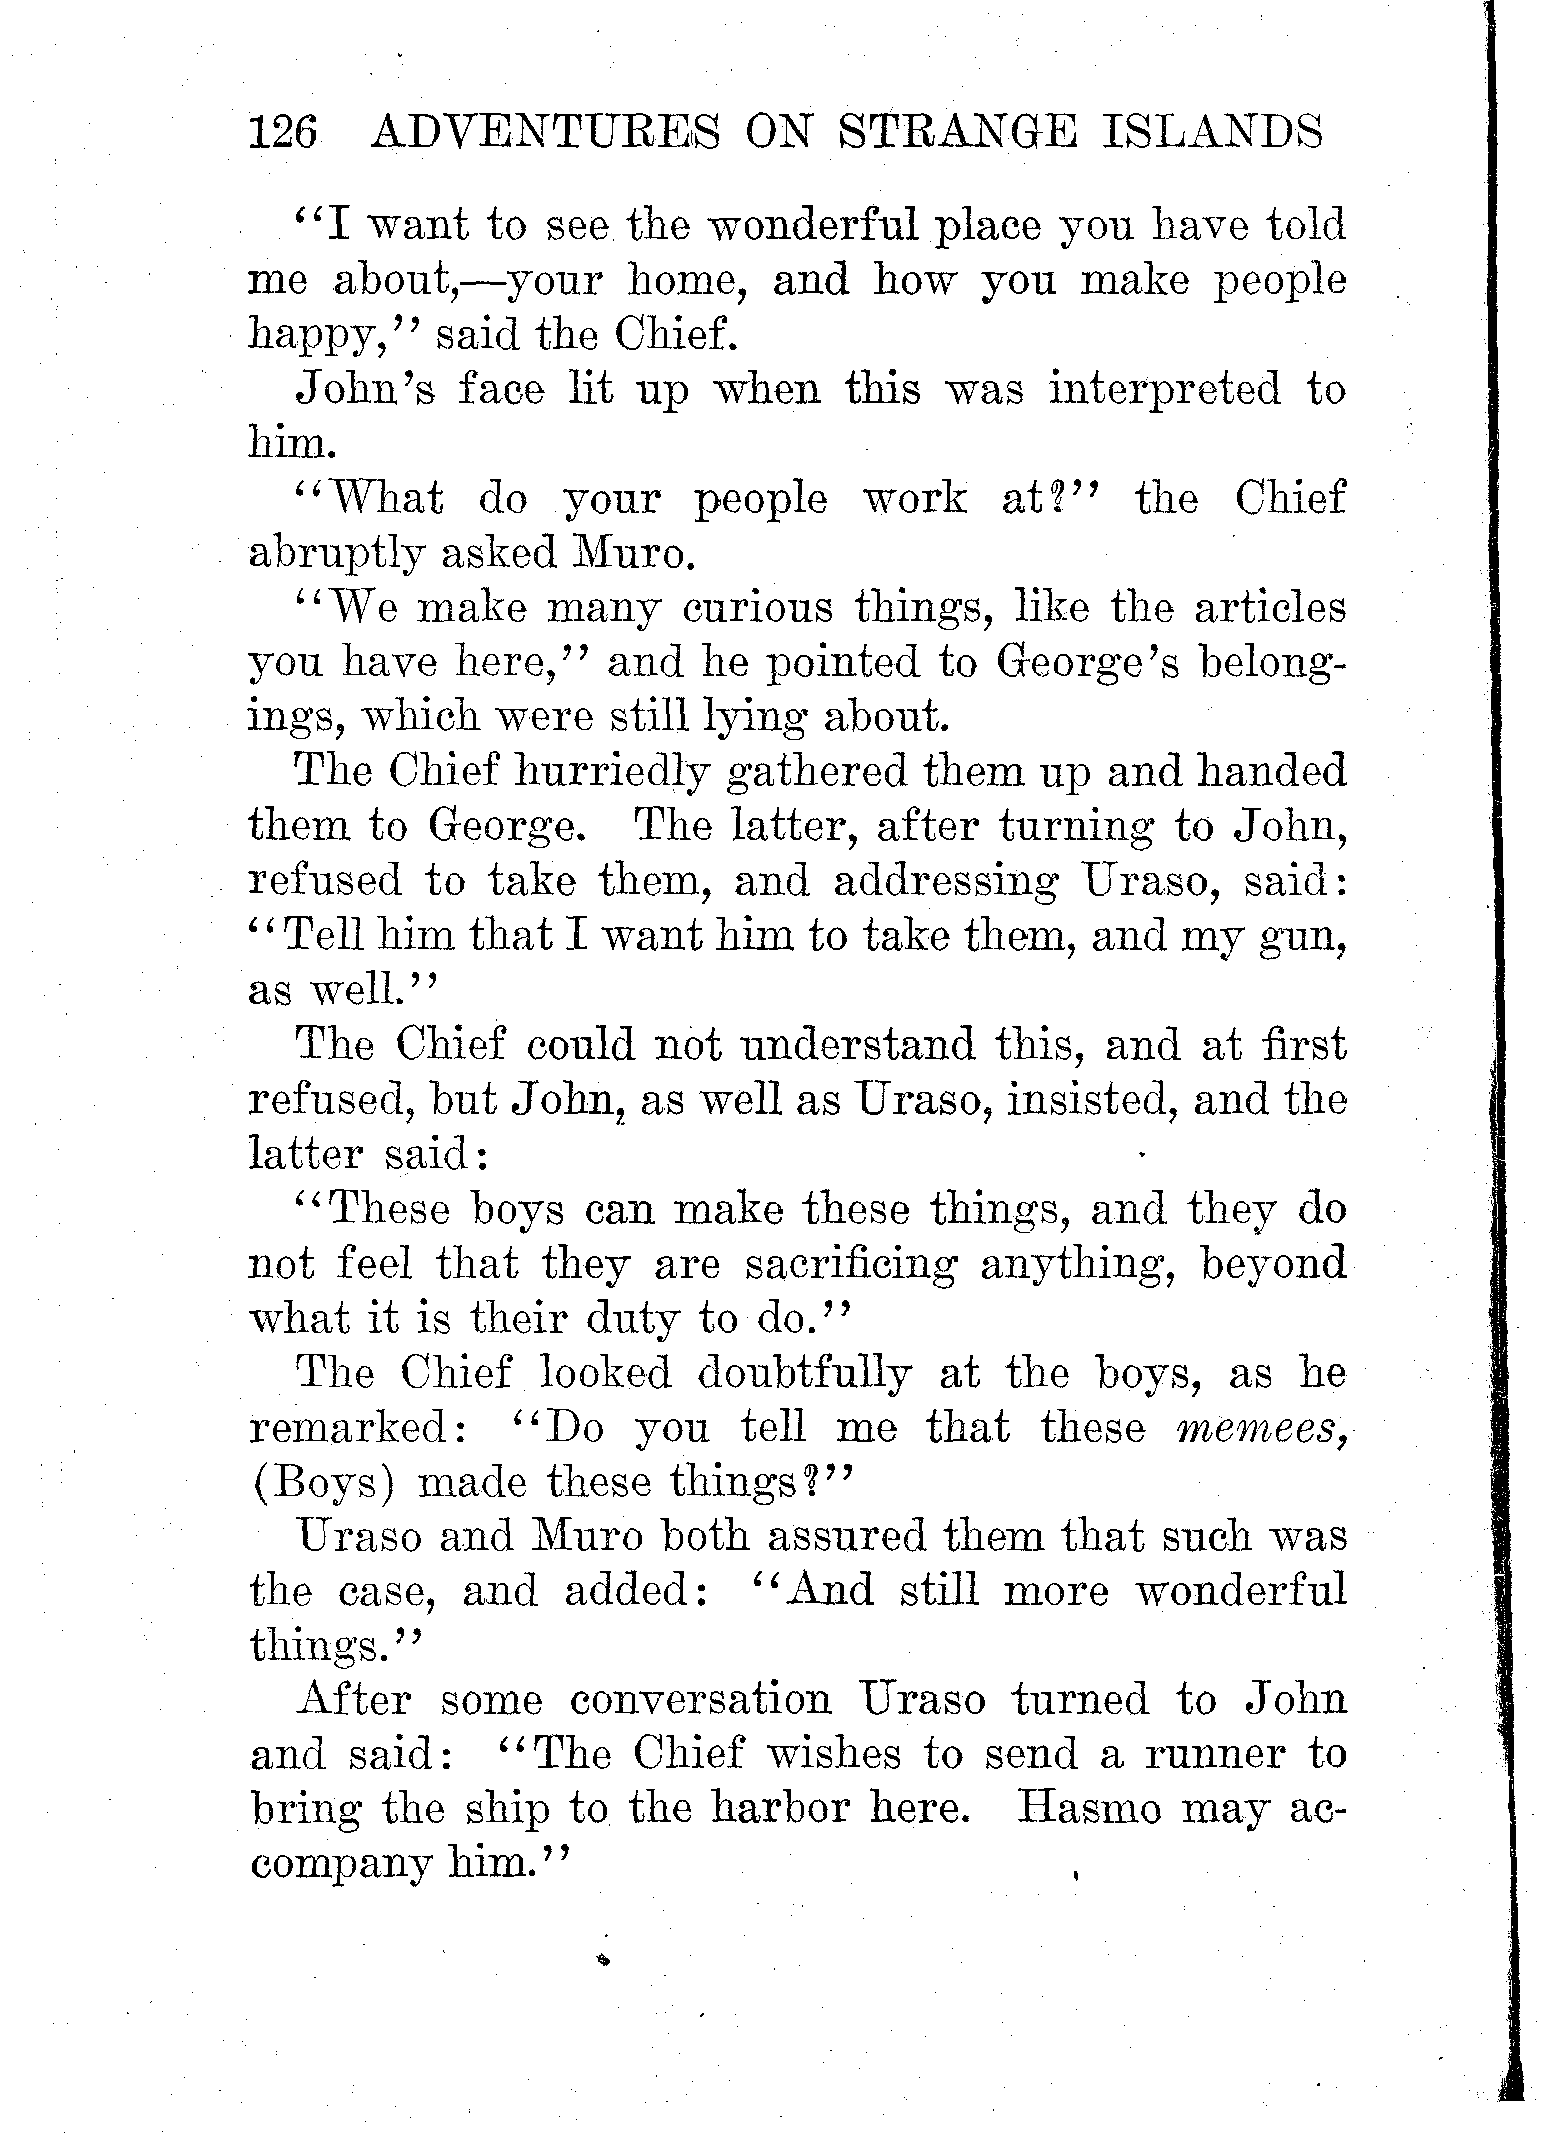 126 ADVENTURES ON STRANGE ISLANDS
“I want to see the wonderful place you have told
me about,—your home, and how you make people
happy,” said the Chief.
John’s face lit up when this was interpreted to
him.
“What do your people work at?” the Chief
abruptly asked Muro.
“We make many curious things, like the articles
you have here,” and he pointed to George’s belong-
ings, which were still lying about.
The Chief hurriedly gathered them up and handed
them to George. The latter, after turning to John,
refused to take them, and addressing Uraso, said:
“Tell him that I want him to take them, and my gun,
as well.”
The Chief could not understand this, and at first
refused, but John, as well as Uraso, insisted, and the
latter said:
“These boys can make these things, and they do
not feel that they are sacrificing anything, beyond
what it is their duty to do.”
The Chief looked doubtfully at the boys, as he
remarked: “Do you tell me that these memees,
(Boys) made these things?”
Uraso and Muro both assured them that such was
the case, and added: “And still more wonderful
things.”
After some conversation Uraso turned to John
and said: “The Chief wishes to send a runner to
bring the ship to the harbor here. Hasmo may ac-
company him.”